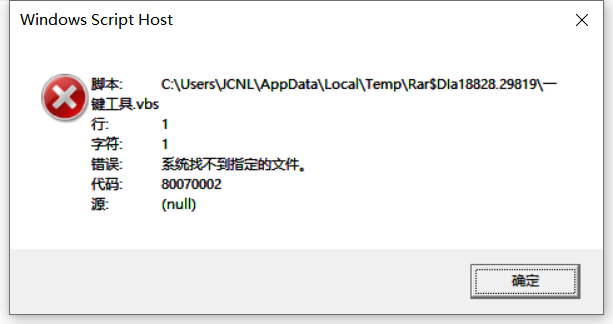 Windows Script Host
脚本: C:\Users\JCNL\AppData\Local\Temp\Rar$DIa18828.29819\一
键工具.vbs
行: 1
字符: 1
错误: 系统找不到指定的文件。
代码: 80070002
源: (null)
确定